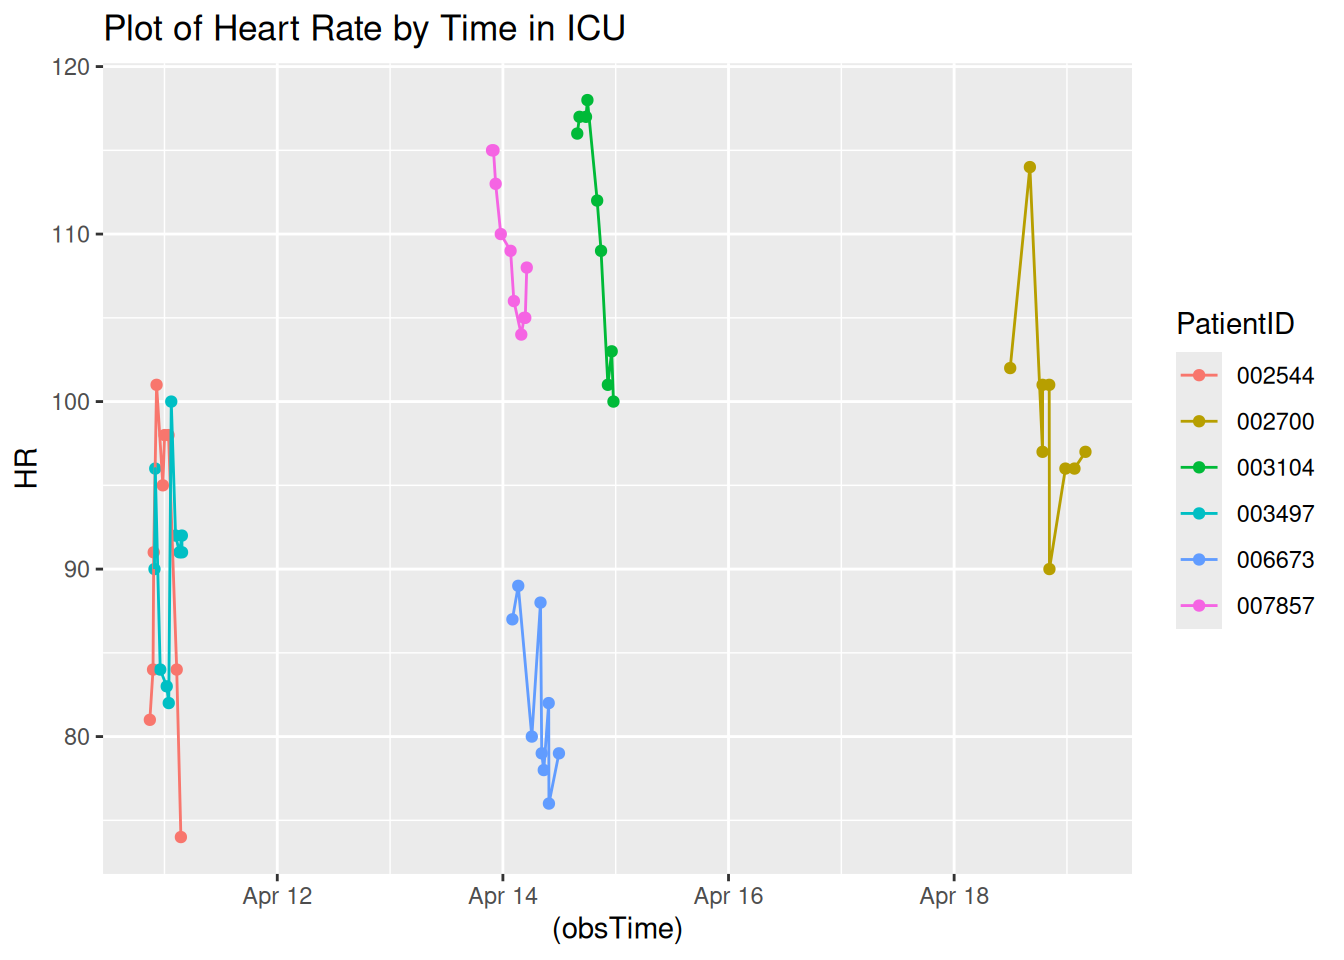 Plot of Heart Rate by Time in ICU
120
110
100
90
80
HR
Apr 12
Apr 14
Apr 16
Apr 18
(obsTime)
PatientID
002544
002700
003104
003497
006673
007857